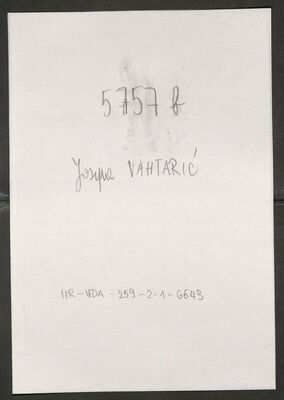 5757 f
Josipa VAHTARIĆ
HR-HDA-259-2-1-6643